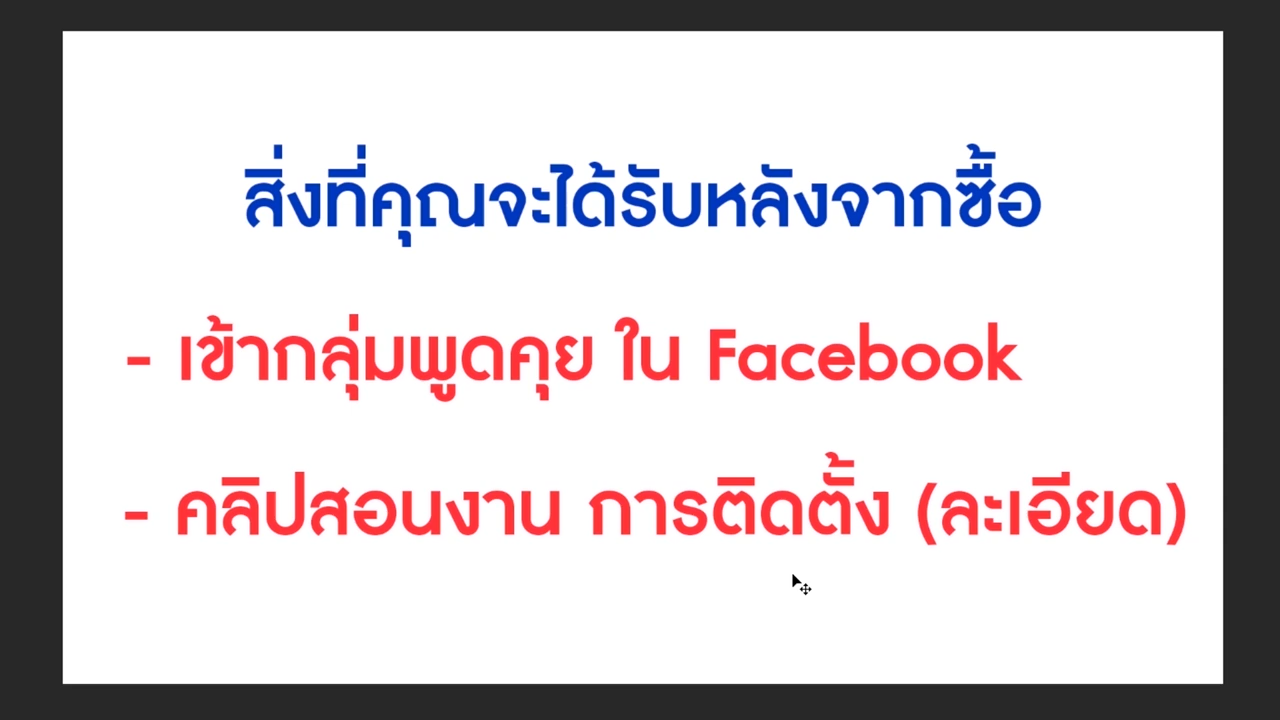 สิ่งที่คุณจะได้รับหลังจากซื้อ
- เข้ากลุ่มพูดคุย ใน Facebook
- คลิปสอนงาน การติดตั้ง (ละเอียด)